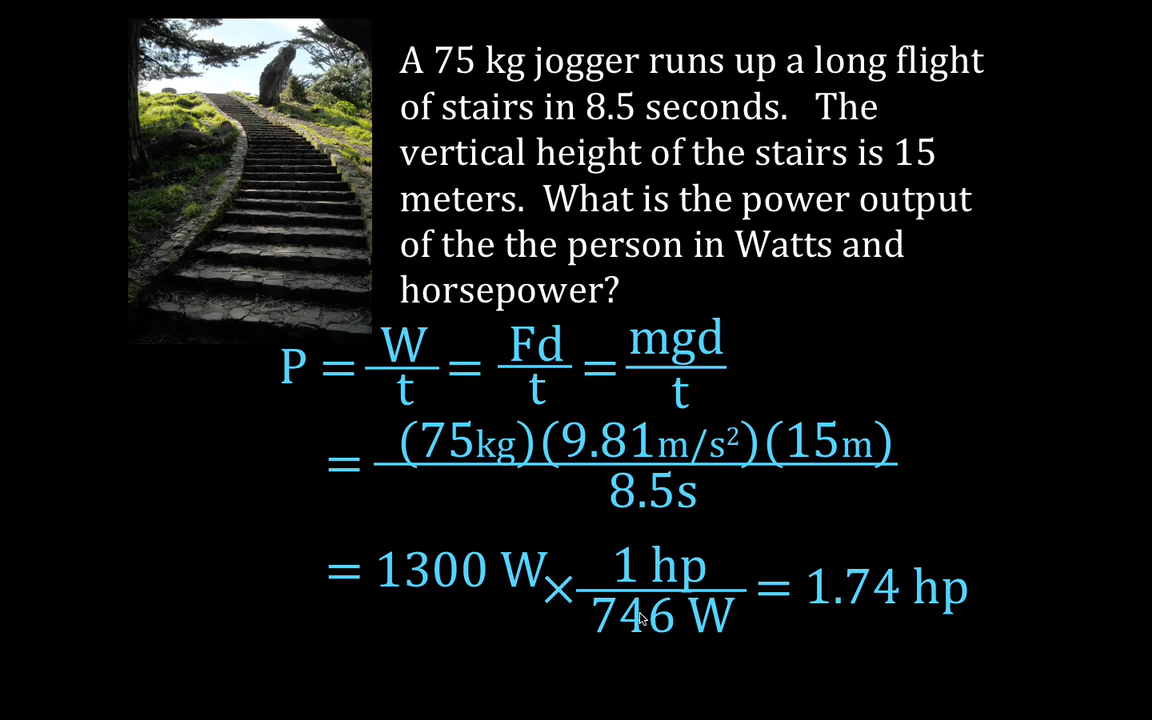 A 75 kg jogger runs up a long flight
of stairs in 8.5 seconds. The
vertical height of the stairs is 15
meters. What is the power output
of the the person in Watts and
horsepower?
P = W/t = Fd/t = mgd/t
= (75kg)(9.81m/s²)(15m)/8.5s
= 1300 W × 1 hp/746 W = 1.74 hp